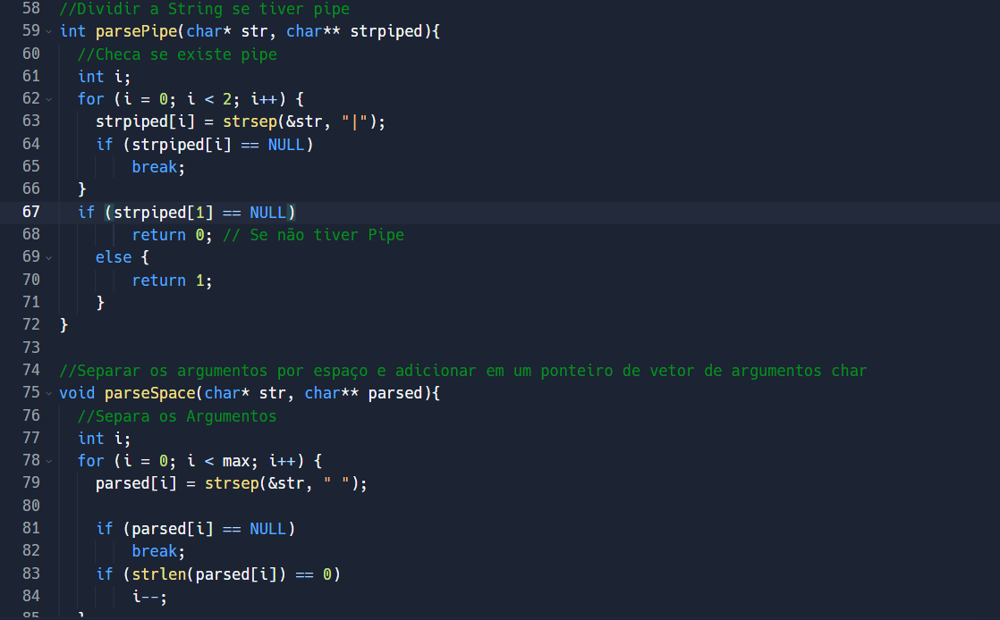 58 //Dividir a String se tiver pipe
59 int parsePipe(char* str, char** strpiped){
60   //Checa se existe pipe
61   int i;
62   for (i = 0; i < 2; i++) {
63     strpiped[i] = strsep(&str, "|");
64     if (strpiped[i] == NULL)
65         break;
66   }
67   if (strpiped[1] == NULL)
68         return 0; // Se não tiver Pipe
69     else {
70         return 1;
71     }
72 }
73
74 //Separar os argumentos por espaço e adicionar em um ponteiro de vetor de argumentos char
75 void parseSpace(char* str, char** parsed){
76   //Separa os Argumentos
77   int i;
78   for (i = 0; i < max; i++) {
79     parsed[i] = strsep(&str, " ");
80
81     if (parsed[i] == NULL)
82         break;
83     if (strlen(parsed[i]) == 0)
84         i--;
85   }